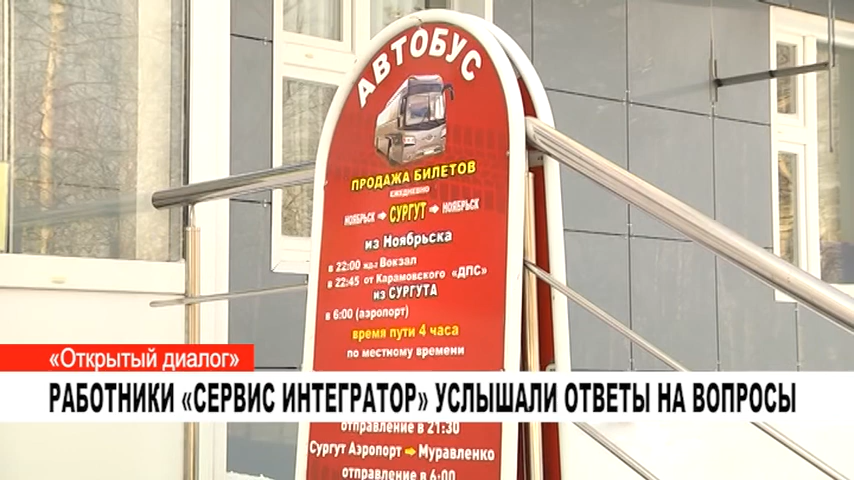 АВТОБУС
ПРОДАЖА БИЛЕТОВ
ЕЖЕДНЕВНО
НОЯБРЬСК → СУРГУТ → НОЯБРЬСК
из Ноябрьска
в 22:00 жд-Вокзал
в 22:45 от Карамовского «ДПС»
из СУРГУТА
в 6:00 (аэропорт)
время пути 4 часа
по местному времени
«Открытый диалог»
РАБОТНИКИ «СЕРВИС ИНТЕГРАТОР» УСЛЫШАЛИ ОТВЕТЫ НА ВОПРОСЫ
отправление в 21:30
Сургут Аэропорт → Муравленко
отправление в 6:00